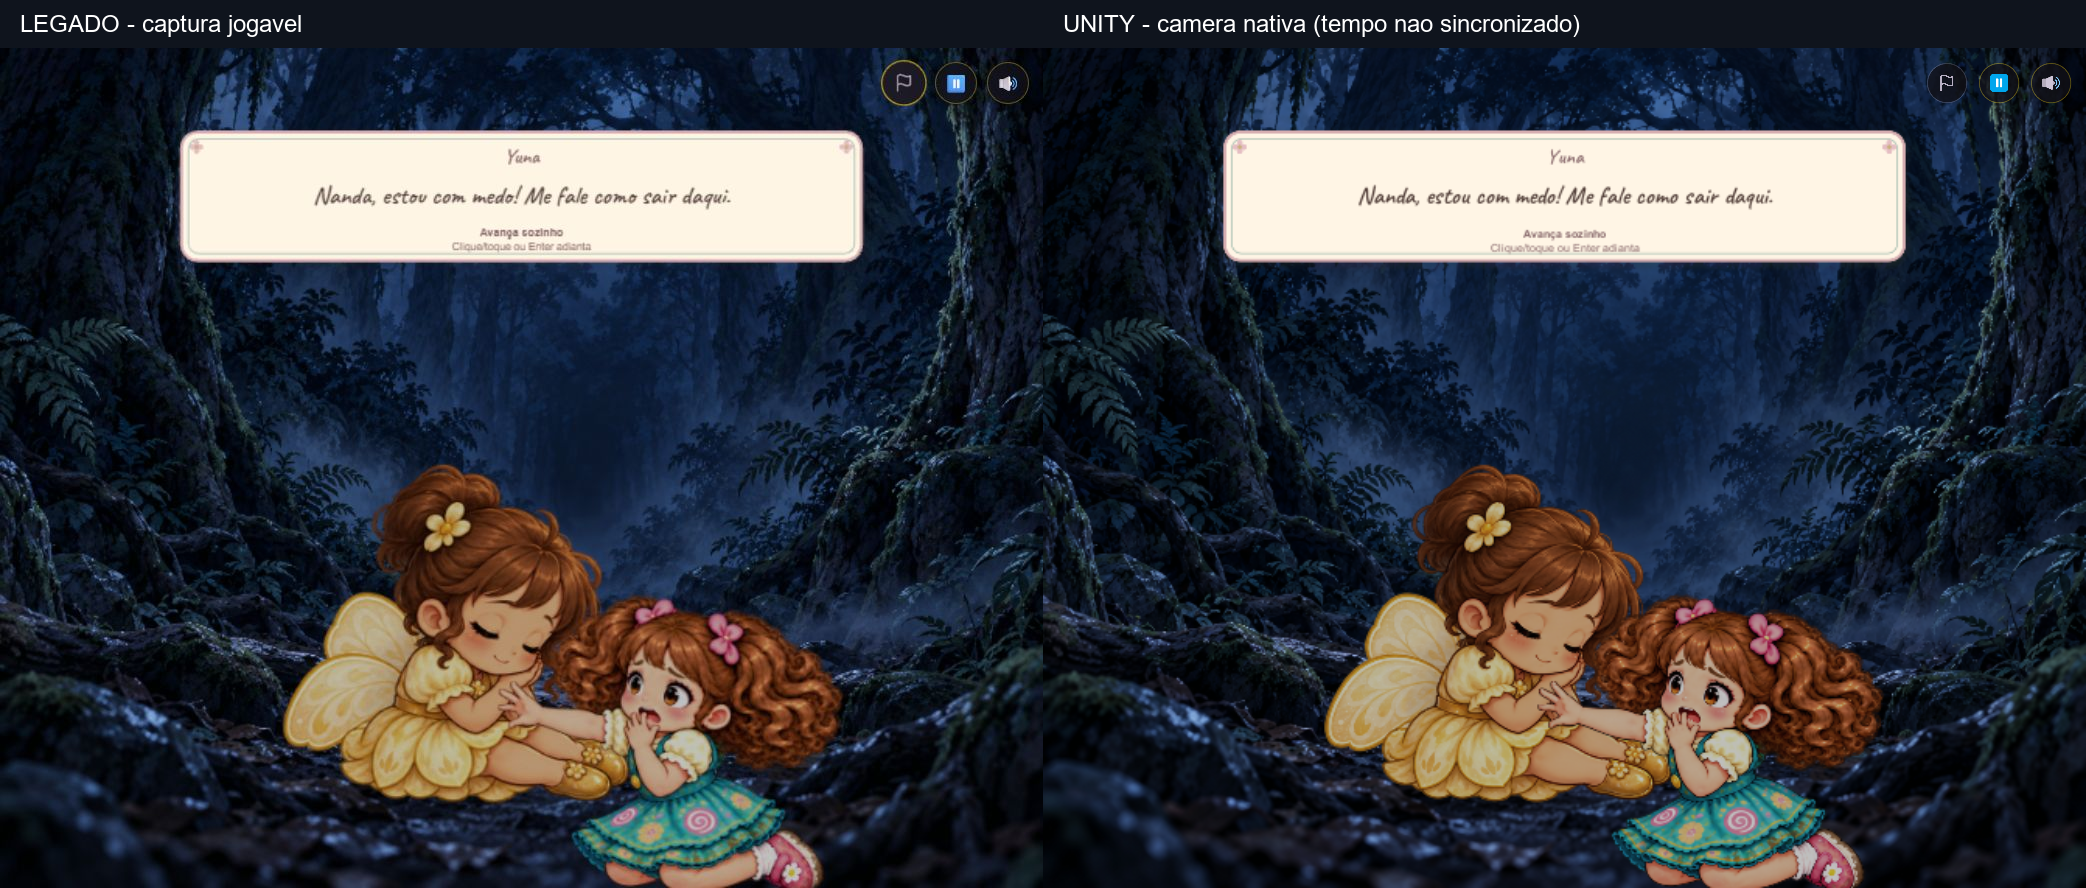 LEGADO - captura jogavel
Yuna
Nanda, estou com medo! Me fale como sair daqui.
Avança sozinho
Clique/toque ou Enter adianta
UNITY - camera nativa (tempo nao sincronizado)
Yuna
Nanda, estou com medo! Me fale como sair daqui.
Avança sozinho
Clique/toque ou Enter adianta